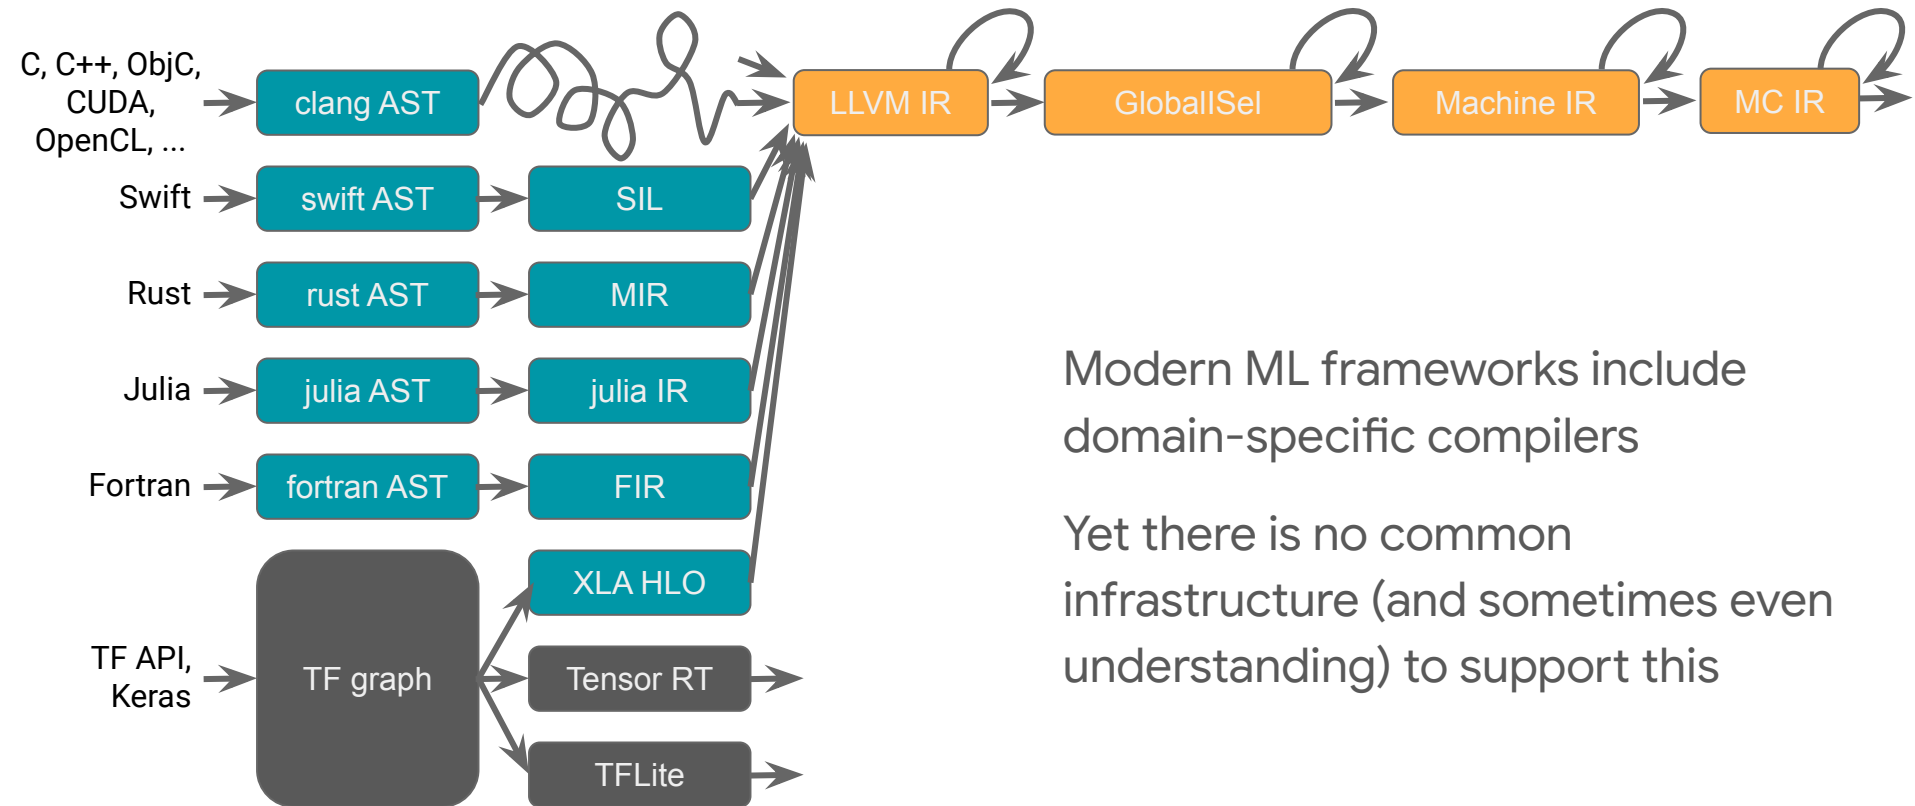 C, C++, ObjC,
CUDA,
OpenCL, ...
clang AST
LLVM IR
GlobalISel
Machine IR
MC IR
Swift
swift AST
SIL
Rust
rust AST
MIR
Julia
julia AST
julia IR
Fortran
fortran AST
FIR
XLA HLO
TF API,
Keras
TF graph
Tensor RT
TFLite
Modern ML frameworks include
domain-specific compilers
Yet there is no common
infrastructure (and sometimes even
understanding) to support this